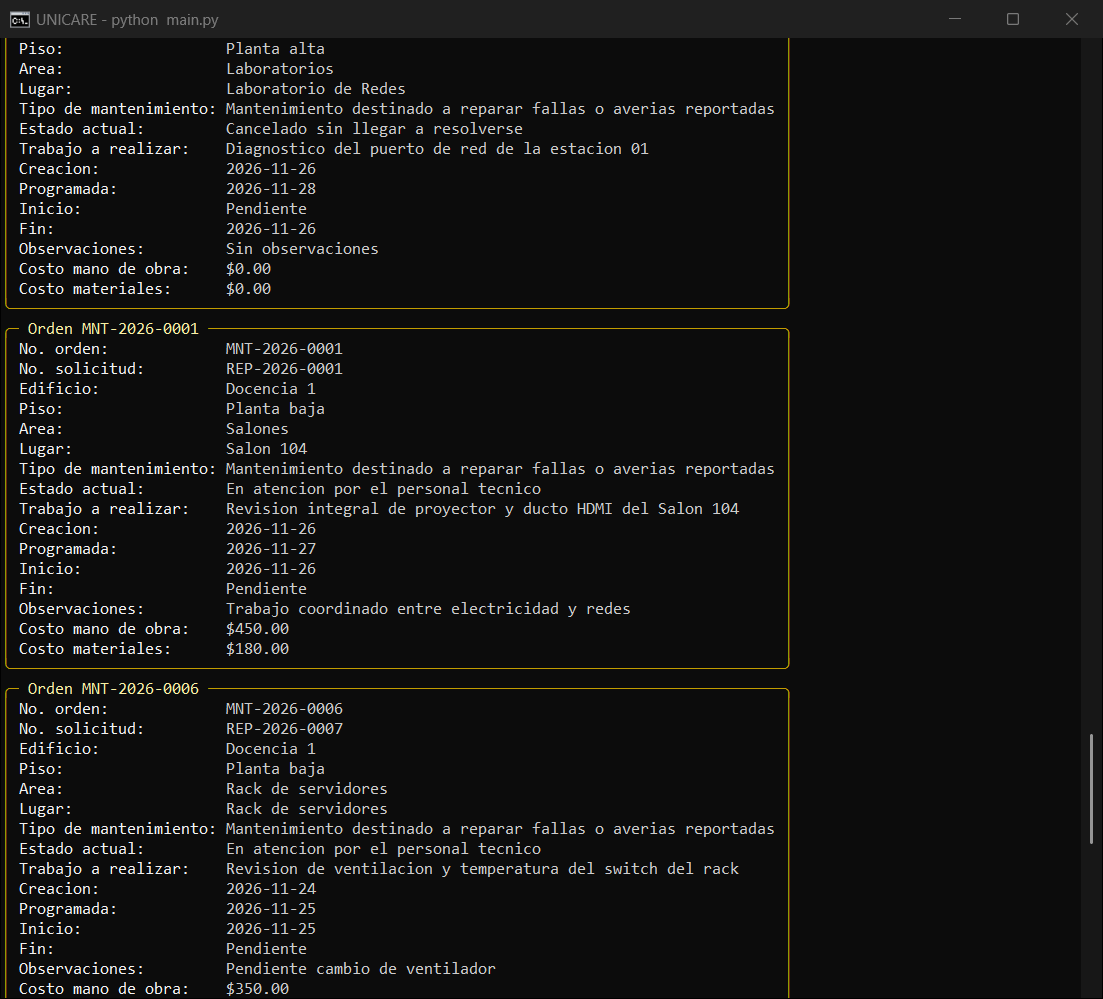 UNICARE - python  main.py
Piso: Planta alta
Area: Laboratorios
Lugar: Laboratorio de Redes
Tipo de mantenimiento: Mantenimiento destinado a reparar fallas o averias reportadas
Estado actual: Cancelado sin llegar a resolverse
Trabajo a realizar: Diagnostico del puerto de red de la estacion 01
Creacion: 2026-11-26
Programada: 2026-11-28
Inicio: Pendiente
Fin: 2026-11-26
Observaciones: Sin observaciones
Costo mano de obra: $0.00
Costo materiales: $0.00
Orden MNT-2026-0001
No. orden: MNT-2026-0001
No. solicitud: REP-2026-0001
Edificio: Docencia 1
Piso: Planta baja
Area: Salones
Lugar: Salon 104
Tipo de mantenimiento: Mantenimiento destinado a reparar fallas o averias reportadas
Estado actual: En atencion por el personal tecnico
Trabajo a realizar: Revision integral de proyector y ducto HDMI del Salon 104
Creacion: 2026-11-26
Programada: 2026-11-27
Inicio: 2026-11-26
Fin: Pendiente
Observaciones: Trabajo coordinado entre electricidad y redes
Costo mano de obra: $450.00
Costo materiales: $180.00
Orden MNT-2026-0006
No. orden: MNT-2026-0006
No. solicitud: REP-2026-0007
Edificio: Docencia 1
Piso: Planta baja
Area: Rack de servidores
Lugar: Rack de servidores
Tipo de mantenimiento: Mantenimiento destinado a reparar fallas o averias reportadas
Estado actual: En atencion por el personal tecnico
Trabajo a realizar: Revision de ventilacion y temperatura del switch del rack
Creacion: 2026-11-24
Programada: 2026-11-25
Inicio: 2026-11-25
Fin: Pendiente
Observaciones: Pendiente cambio de ventilador
Costo mano de obra: $350.00